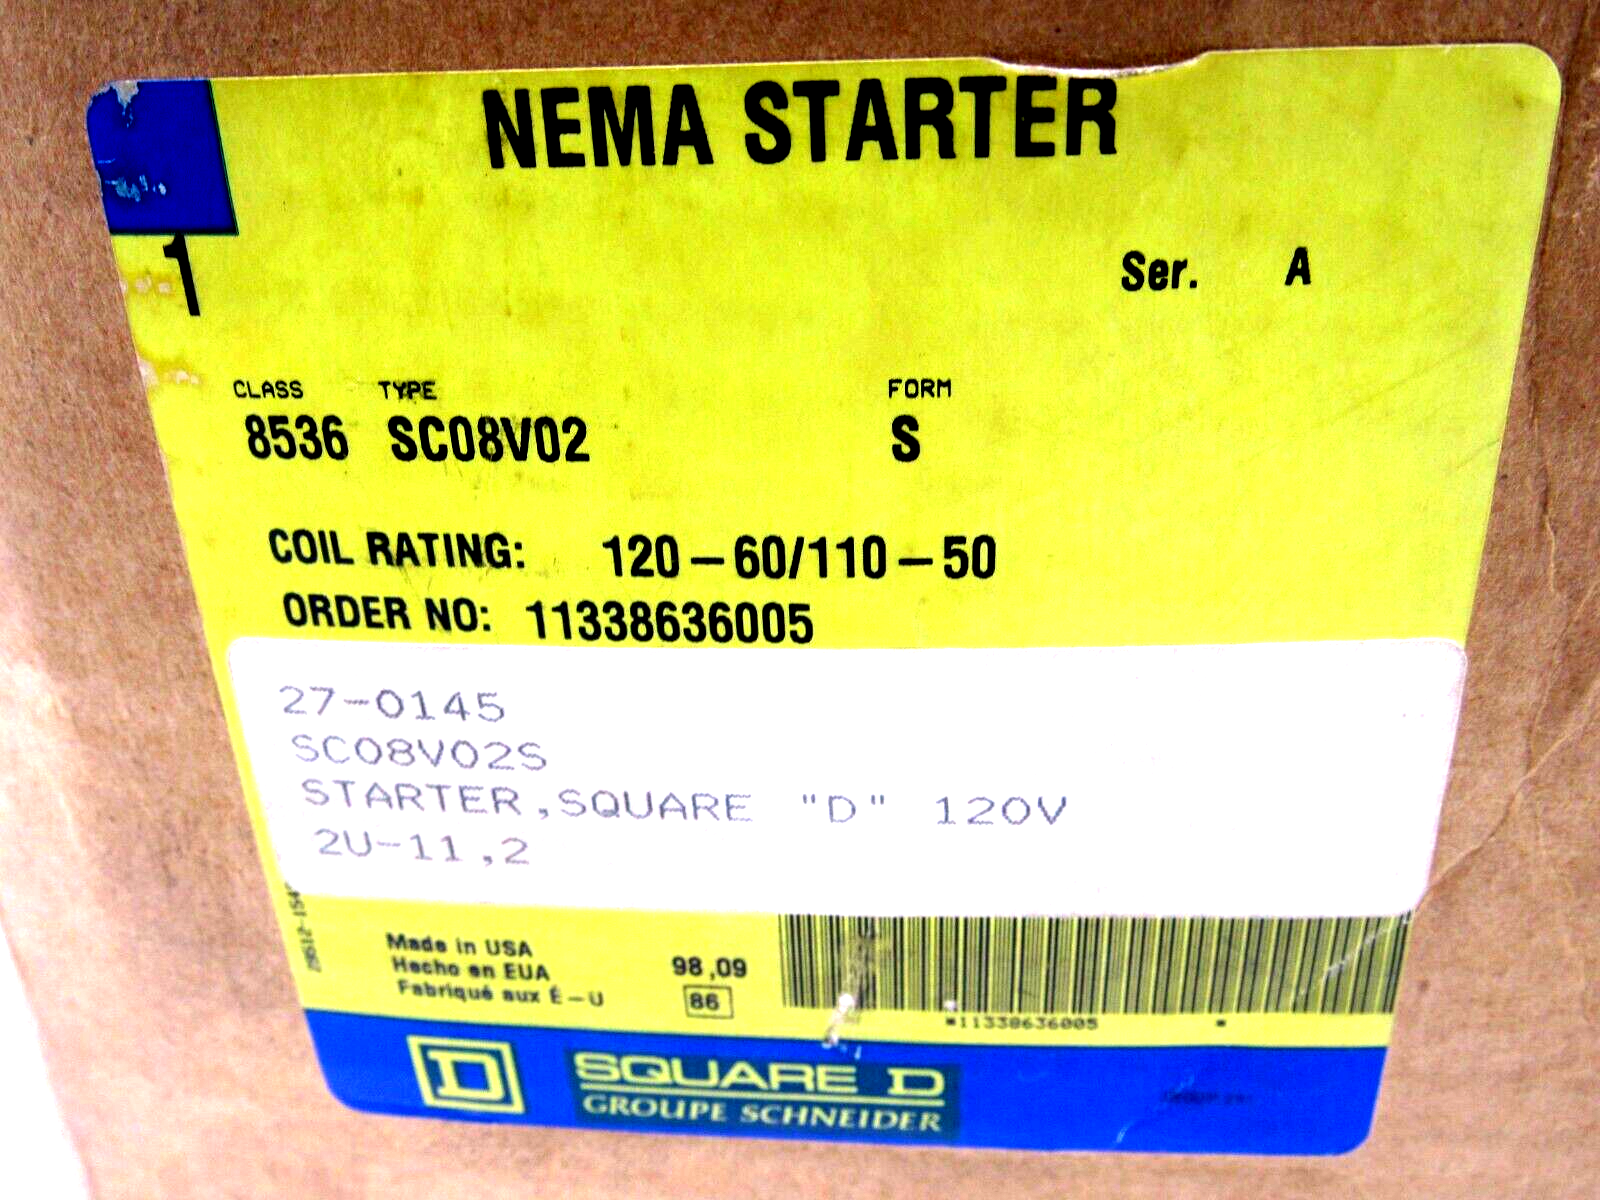 NEMA STARTER
1
Ser. A
CLASS TYPE FORM
8536 SC08V02 S
COIL RATING: 120-60/110-50
ORDER NO: 11338636005
27-0145
SC08V02S
STARTER,SQUARE "D" 120V
2U-11,2
Made in USA
Hecho en EUA
Fabriqué aux É-U
98,09
86
*11338636005 *
D
SQUARE D
GROUPE SCHNEIDER